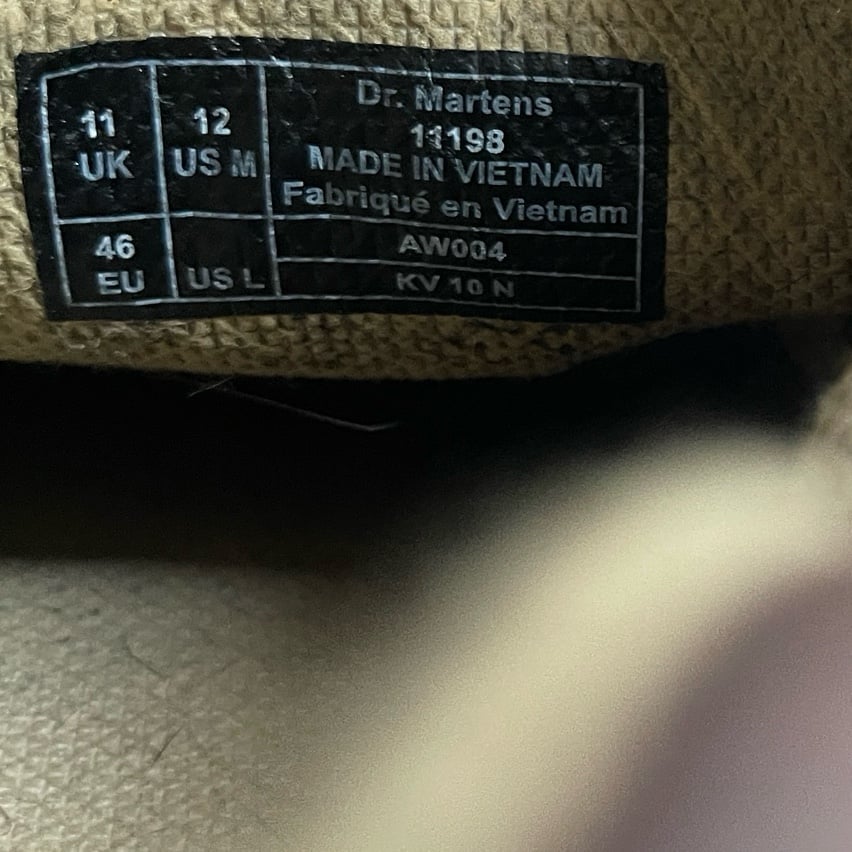 11
UK
12
US M
46
EU
US L
Dr. Martens
11198
MADE IN VIETNAM
Fabriqué en Vietnam
AW004
KV 10 N